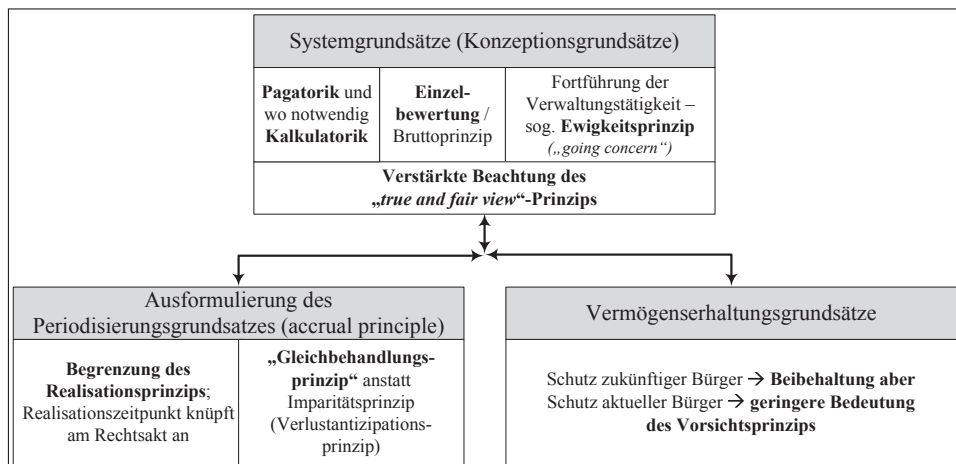 Systemgrundsätze (Konzeptionsgrundsätze)
Pagatorik und
wo notwendig
Kalkulatorik
Einzel-
bewertung /
Bruttoprinzip
Fortführung der
Verwaltungstätigkeit –
sog. Ewigkeitsprinzip
(„going concern“)
Verstärkte Beachtung des
„true and fair view“-Prinzips
Ausformulierung des
Periodisierungsgrundsatzes (accrual principle)
Begrenzung des
Realisationsprinzips;
Realisationszeitpunkt knüpft
am Rechtsakt an
„Gleichbehandlungs-
prinzip“ anstatt
Imparitätsprinzip
(Verlustantizipations-
prinzip)
Vermögenserhaltungsgrundsätze
Schutz zukünftiger Bürger → Beibehaltung aber
Schutz aktueller Bürger → geringere Bedeutung
des Vorsichtsprinzips